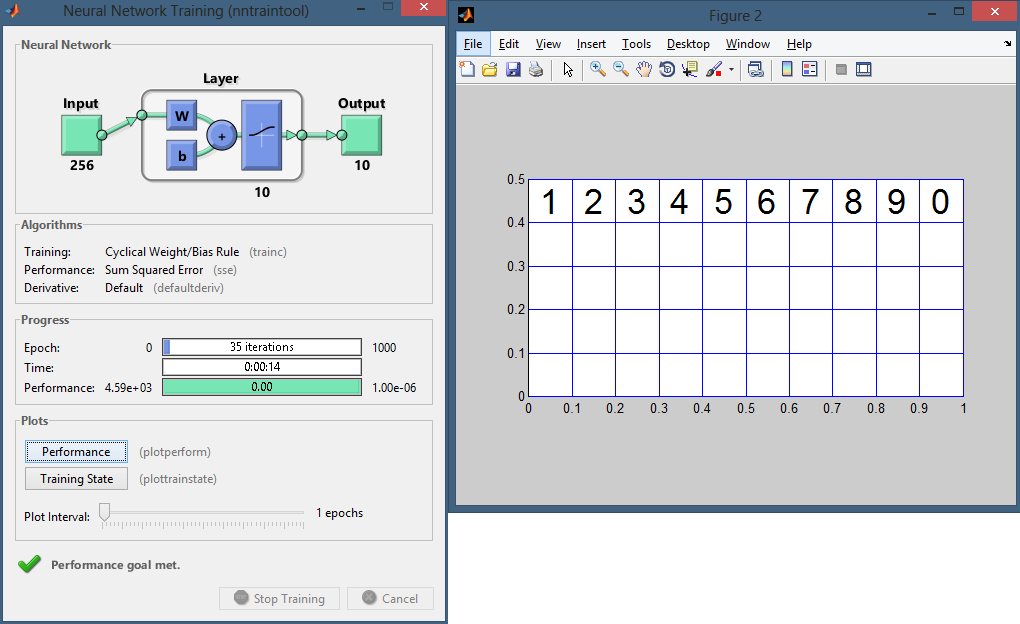 Neural Network Training (nntraintool)
Neural Network
Layer
Input
Output
W
b
+
256
10
10
Algorithms
Training: Cyclical Weight/Bias Rule (trainc)
Performance: Sum Squared Error (sse)
Derivative: Default (defaultderiv)
Progress
Epoch: 0 35 iterations 1000
Time: 0:00:14
Performance: 4.59e+03 0.00 1.00e-06
Plots
Performance (plotperform)
Training State (plottrainstate)
Plot Interval: 1 epochs
Performance goal met.
Stop Training Cancel
Figure 2
File Edit View Insert Tools Desktop Window Help
0.5
1 2 3 4 5 6 7 8 9 0
0.4
0.3
0.2
0.1
0
0 0.1 0.2 0.3 0.4 0.5 0.6 0.7 0.8 0.9 1